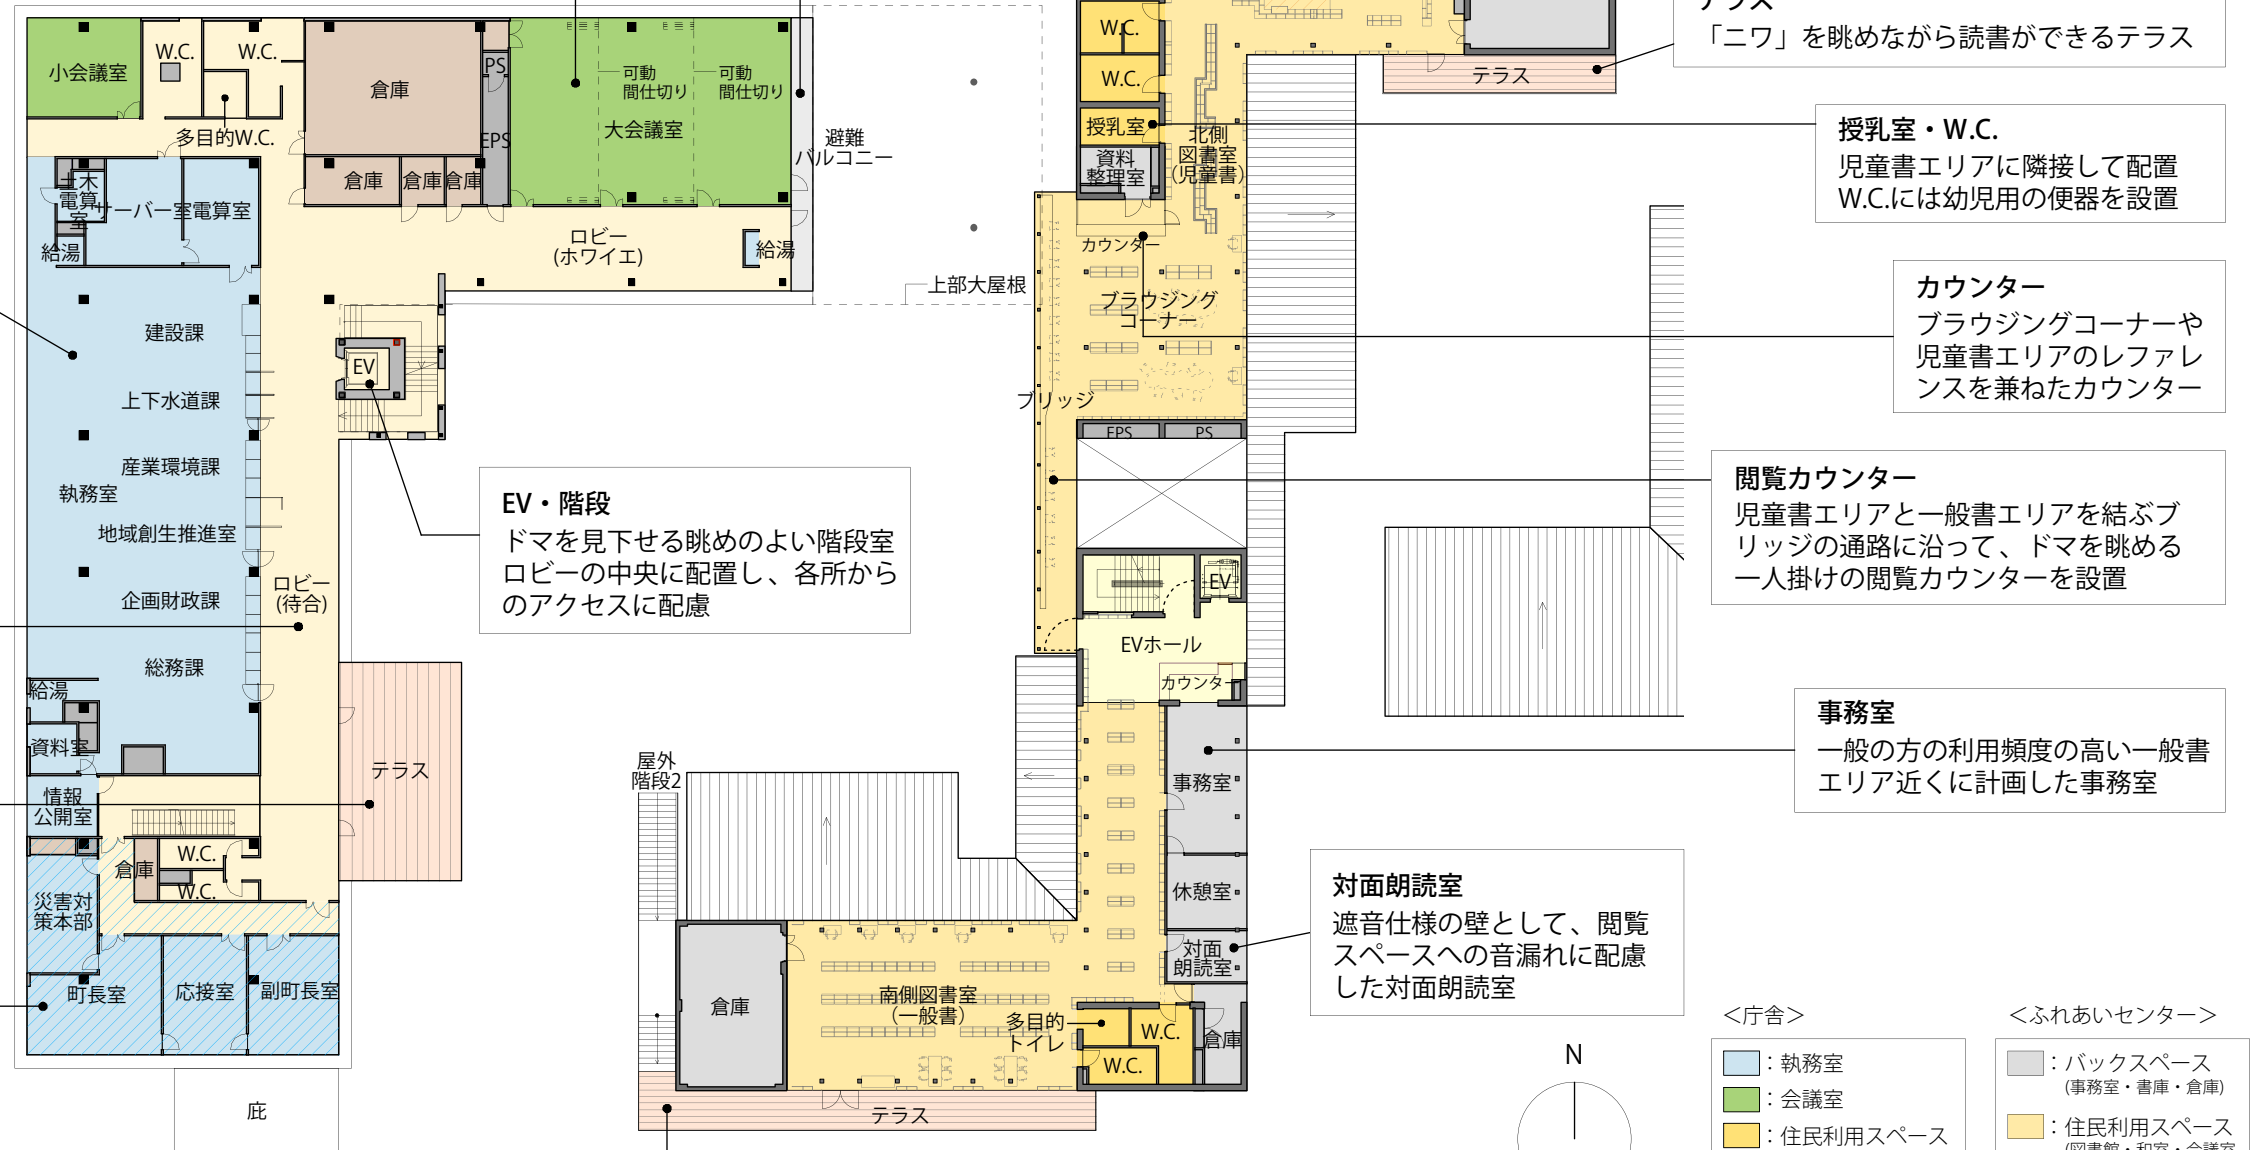 小会議室
W.C.
W.C.
多目的W.C.
倉庫
PS
EPS
可動
間仕切り
可動
間仕切り
大会議室
避難
バルコニー
倉庫
倉庫
倉庫
土木
電算
室
サーバー室
電算室
給湯
ロビー
(ホワイエ)
給湯
上部大屋根
建設課
EV
上下水道課
産業環境課
執務室
地域創生推進室
企画財政課
ロビー
(待合)
総務課
給湯
資料室
テラス
情報
公開室
倉庫
W.C.
W.C.
災害対
策本部
町長室
応接室
副町長室
庇
EV・階段
ドマを見下せる眺めのよい階段室
ロビーの中央に配置し、各所から
のアクセスに配慮
W.C.
W.C.
授乳室
資料
整理室
北側
図書室
(児童書)
カウンター
ブラウジング
コーナー
ブリッジ
EPS
PS
EV
EVホール
カウンター
事務室
休憩室
対面
朗読室
屋外
階段2
倉庫
南側図書室
(一般書)
多目的
トイレ
W.C.
W.C.
倉庫
テラス
テラス
テラス
「ニワ」を眺めながら読書ができるテラス
授乳室・W.C.
児童書エリアに隣接して配置
W.C.には幼児用の便器を設置
カウンター
ブラウジングコーナーや
児童書エリアのレファレ
ンスを兼ねたカウンター
閲覧カウンター
児童書エリアと一般書エリアを結ぶブ
リッジの通路に沿って、ドマを眺める
一人掛けの閲覧カウンターを設置
事務室
一般の方の利用頻度の高い一般書
エリア近くに計画した事務室
対面朗読室
遮音仕様の壁として、閲覧
スペースへの音漏れに配慮
した対面朗読室
N
＜庁舎＞
：執務室
：会議室
：住民利用スペース
＜ふれあいセンター＞
：バックスペース
(事務室・書庫・倉庫)
：住民利用スペース
(図書館・和室・会議室